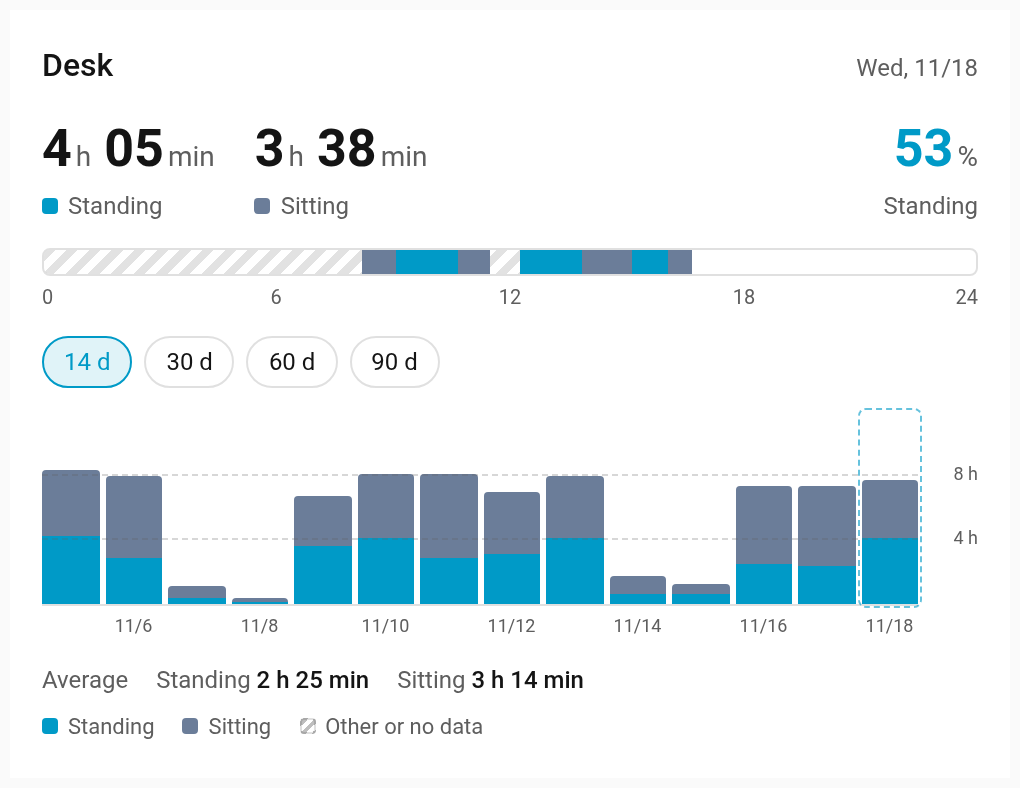 Desk
Wed, 11/18
4 h 05 min
3 h 38 min
53 %
Standing
Sitting
Standing
0 6 12 18 24
14 d
30 d
60 d
90 d
8 h
4 h
11/6 11/8 11/10 11/12 11/14 11/16 11/18
Average Standing 2 h 25 min Sitting 3 h 14 min
Standing Sitting Other or no data